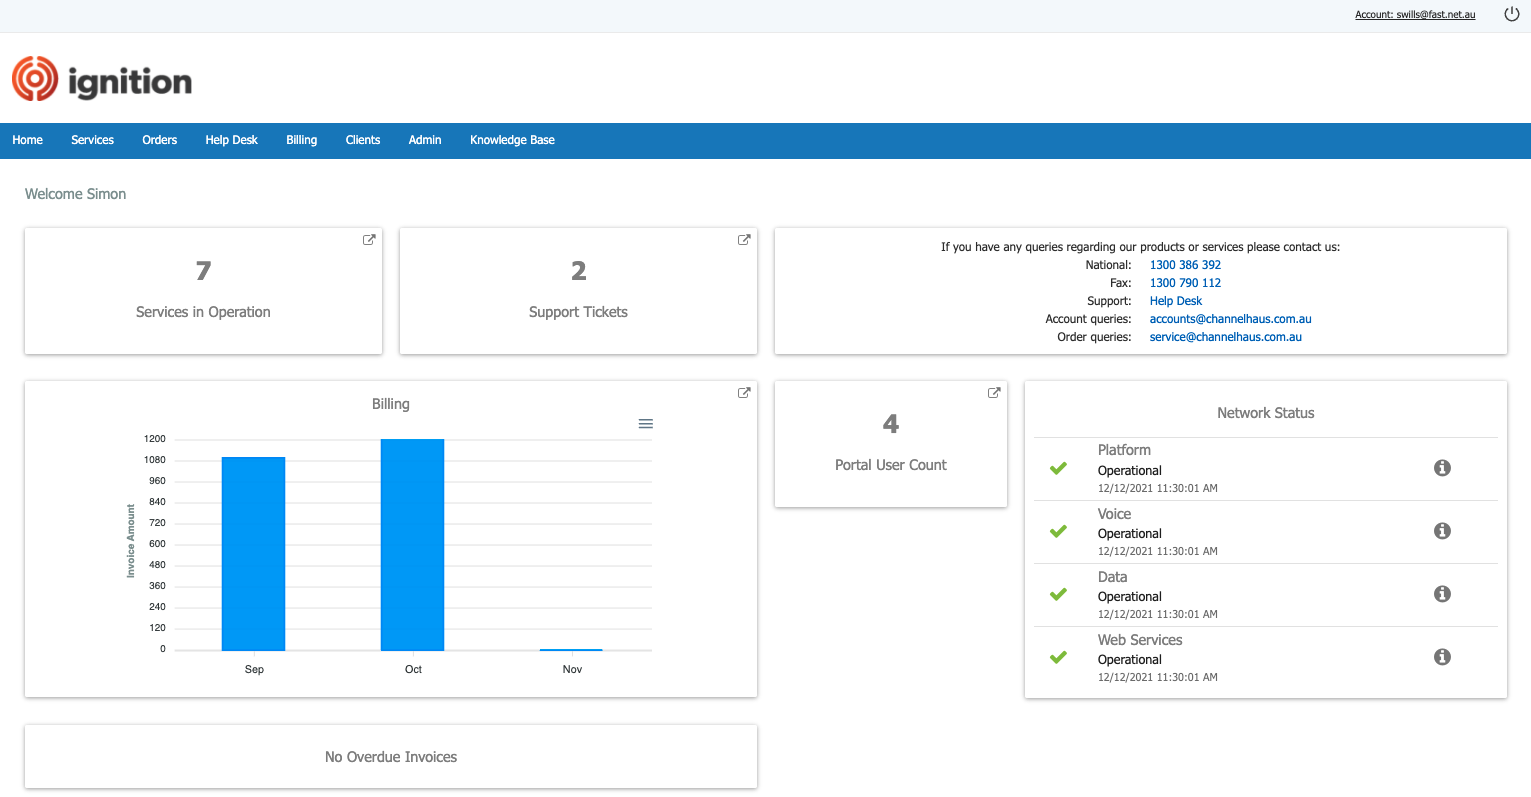 Account: swills@fast.net.au
ignition
Home Services Orders Help Desk Billing Clients Admin Knowledge Base
Welcome Simon
7
Services in Operation
2
Support Tickets
If you have any queries regarding our products or services please contact us:
National: 1300 386 392
Fax: 1300 790 112
Support: Help Desk
Account queries: accounts@channelhaus.com.au
Order queries: service@channelhaus.com.au
Billing
Invoice Amount
1200
1080
960
840
720
600
480
360
240
120
0
Sep Oct Nov
4
Portal User Count
Network Status
Platform
Operational
12/12/2021 11:30:01 AM
Voice
Operational
12/12/2021 11:30:01 AM
Data
Operational
12/12/2021 11:30:01 AM
Web Services
Operational
12/12/2021 11:30:01 AM
No Overdue Invoices